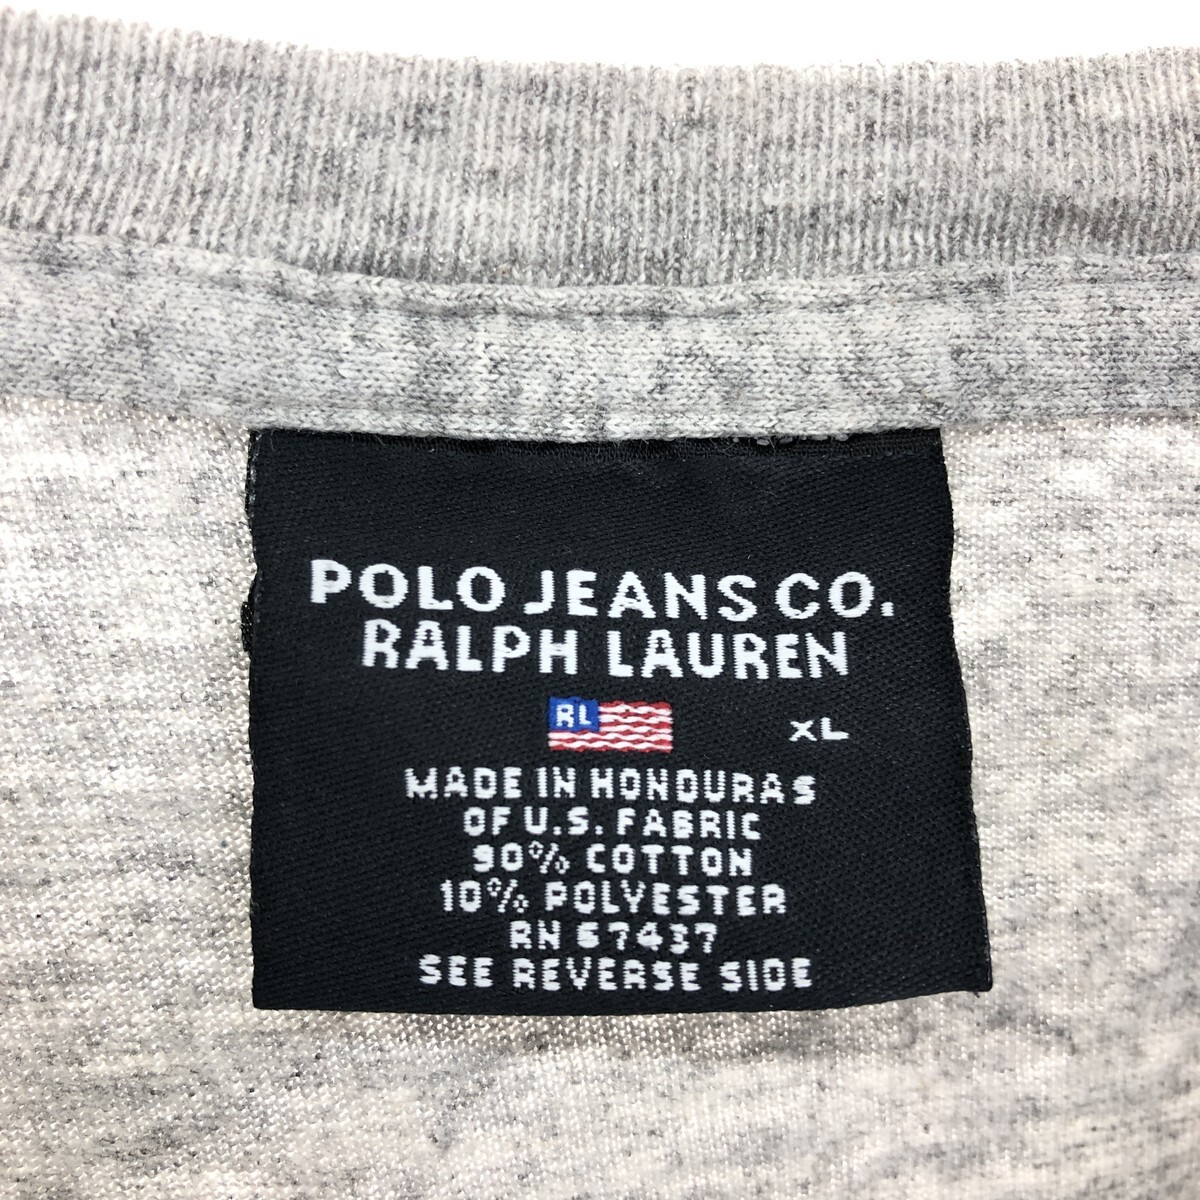 POLO JEANS CO.
RALPH LAUREN
RL XL
MADE IN HONDURAS
OF U.S. FABRIC
90% COTTON
10% POLYESTER
RN 67437
SEE REVERSE SIDE